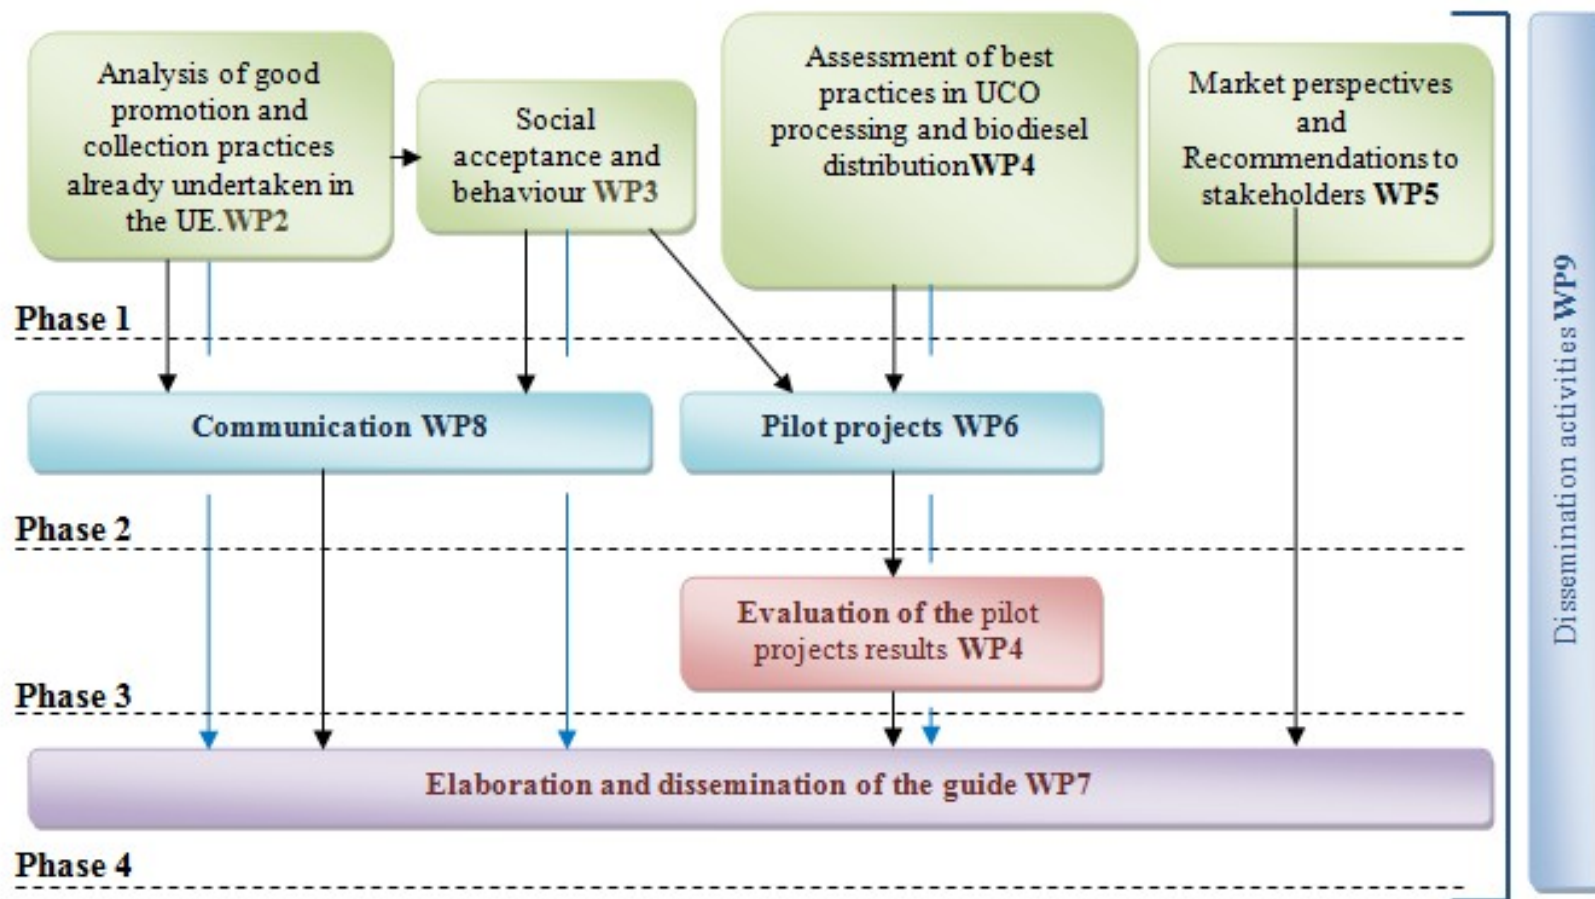 Analysis of good
promotion and
collection practices
already undertaken in
the UE.WP2
Social
acceptance and
behaviour WP3
Assessment of best
practices in UCO
processing and biodiesel
distributionWP4
Market perspectives
and
Recommendations to
stakeholders WP5
Phase 1
Communication WP8
Pilot projects WP6
Phase 2
Evaluation of the pilot
projects results WP4
Phase 3
Elaboration and dissemination of the guide WP7
Phase 4
Dissemination activities WP9